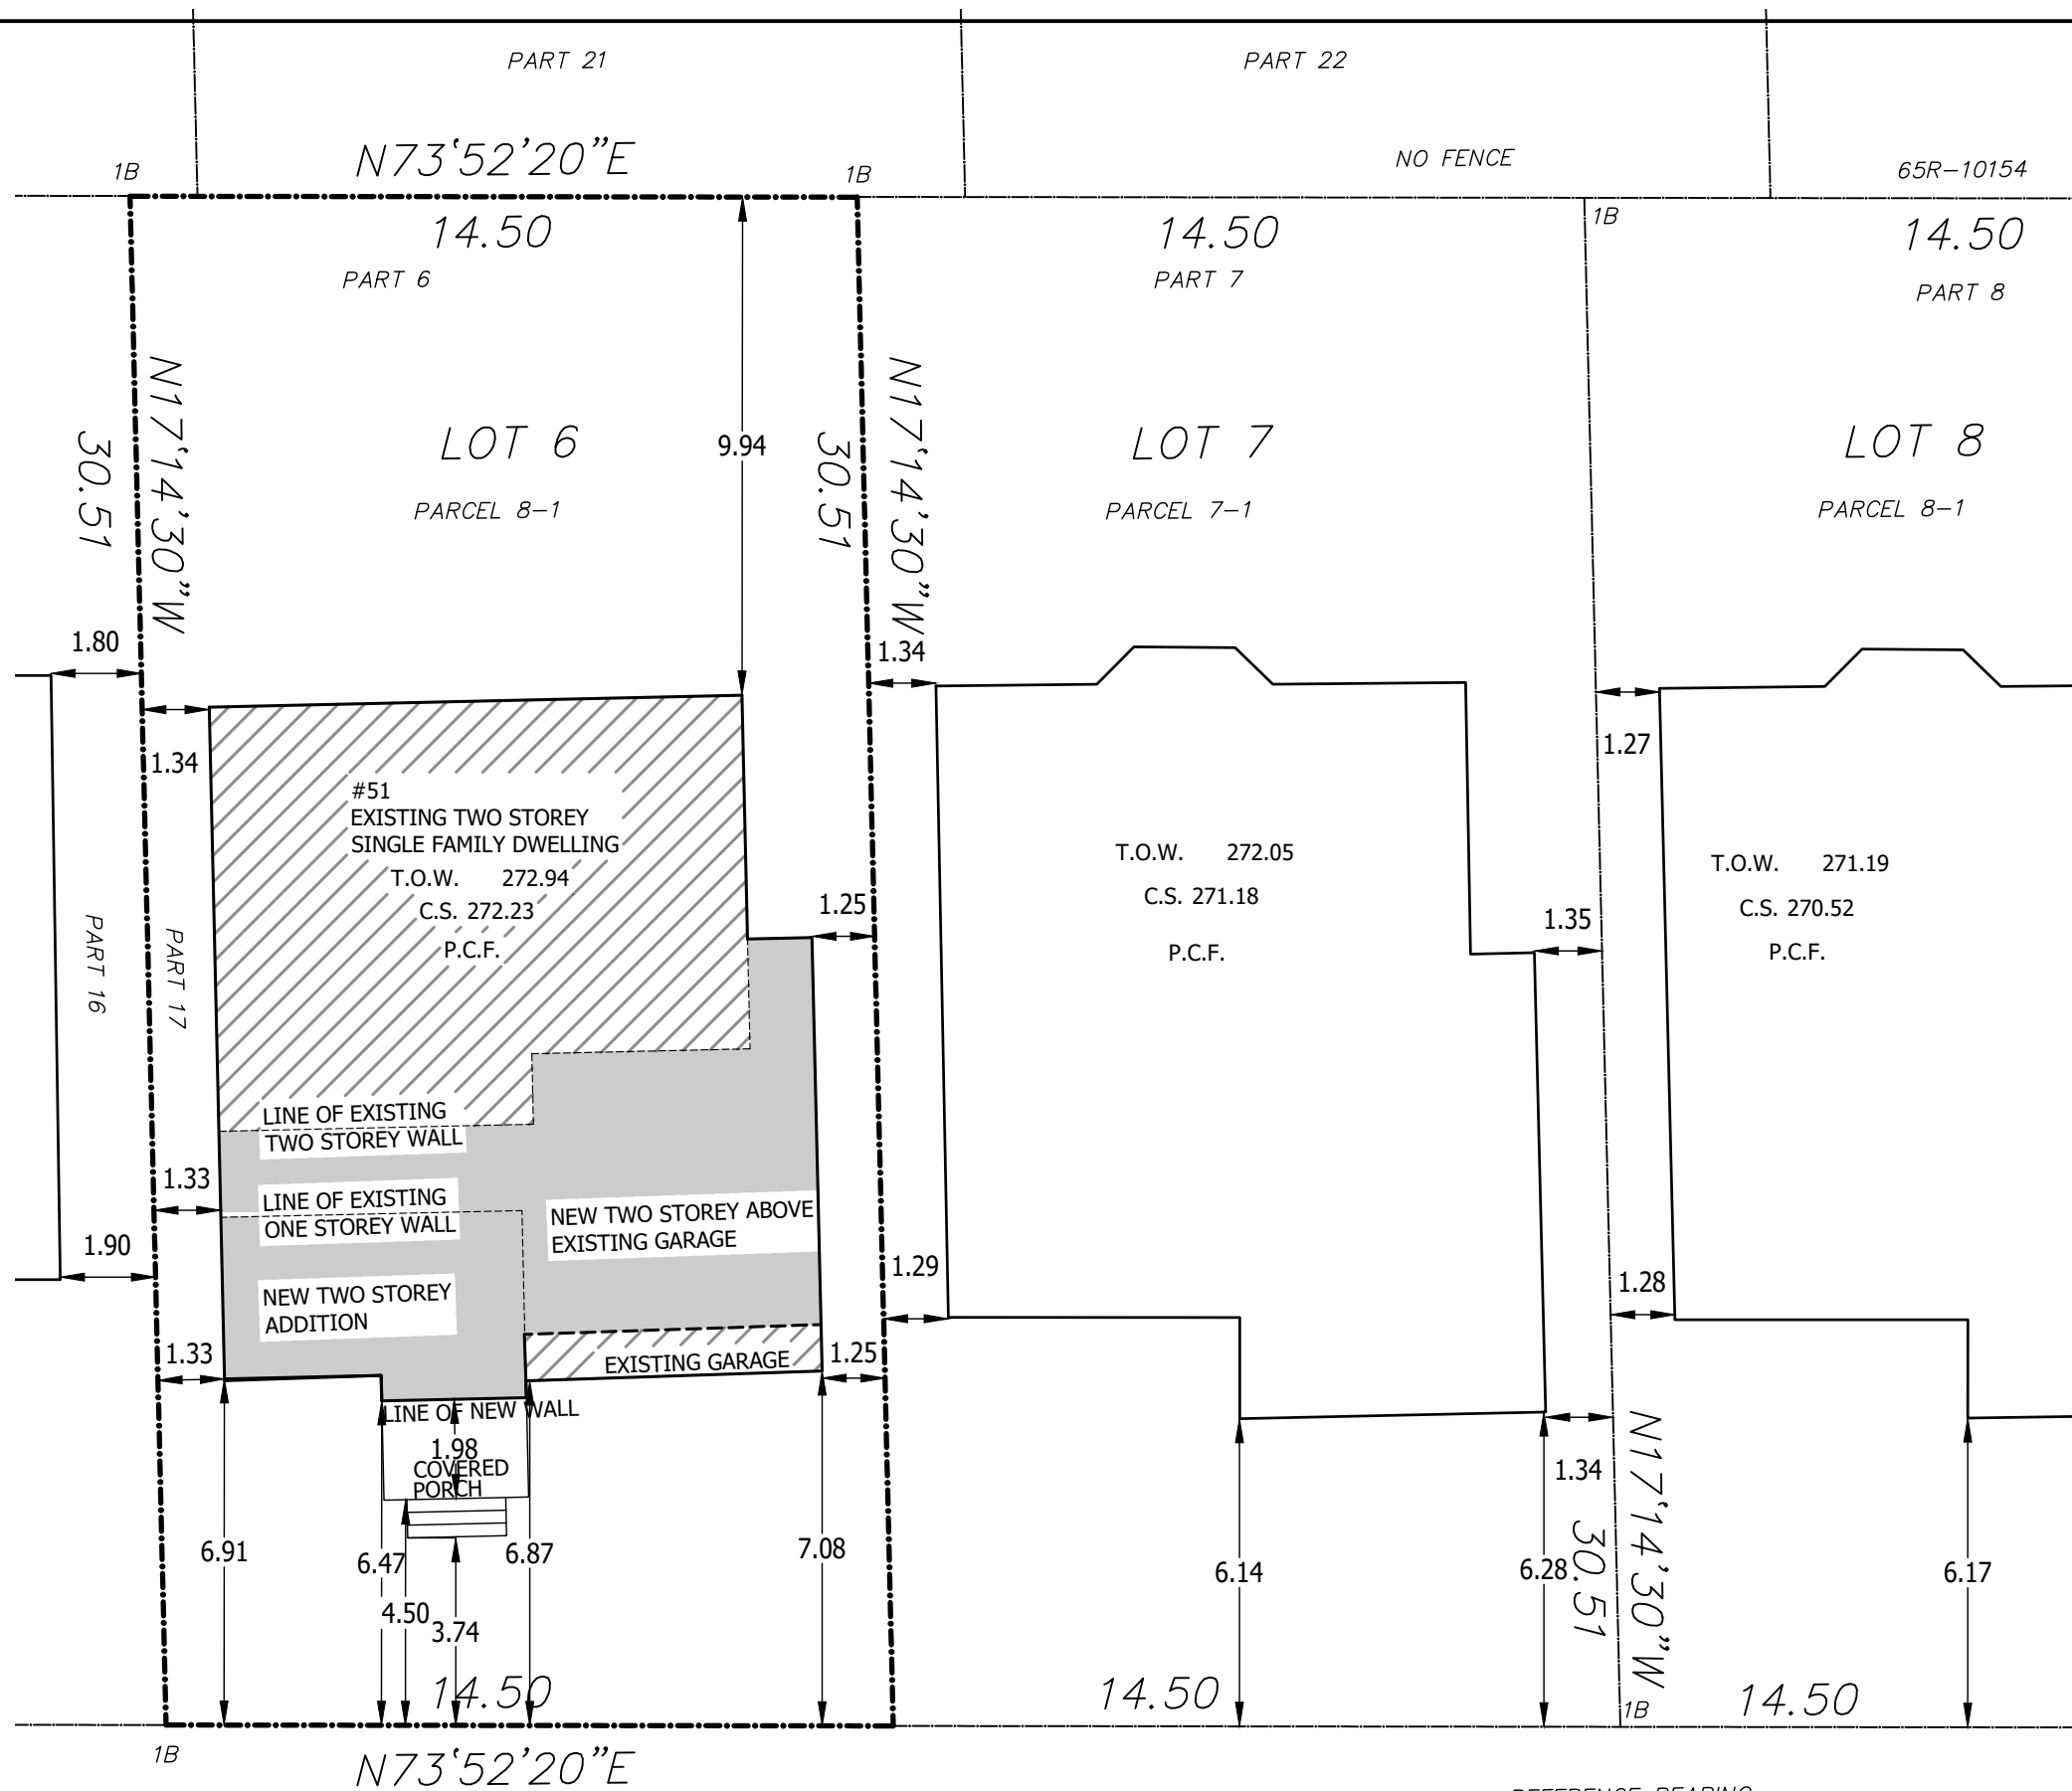 PART 21
PART 22
N73‘52’20”E
NO FENCE
65R-10154
1B
1B
1B
14.50
14.50
14.50
PART 6
PART 7
PART 8
N17‘14’30”W
30.51
N17‘14’30”W
30.51
LOT 6
LOT 7
LOT 8
9.94
PARCEL 8-1
PARCEL 7-1
PARCEL 8-1
1.80
1.34
1.34
1.27
#51
EXISTING TWO STOREY
SINGLE FAMILY DWELLING
T.O.W. 272.94
C.S. 272.23
P.C.F.
T.O.W. 272.05
C.S. 271.18
P.C.F.
T.O.W. 271.19
C.S. 270.52
P.C.F.
1.25
1.35
PART 16
PART 17
LINE OF EXISTING
TWO STOREY WALL
1.33
LINE OF EXISTING
ONE STOREY WALL
NEW TWO STOREY ABOVE
EXISTING GARAGE
1.90
1.29
1.28
NEW TWO STOREY
ADDITION
1.33
EXISTING GARAGE
1.25
LINE OF NEW WALL
1.98
COVERED
PORCH
1.34
N17‘14’30”W
30.51
6.91
6.47
6.87
7.08
6.14
6.28
6.17
4.50
3.74
14.50
14.50
14.50
1B
1B
N73‘52’20”E
REFERENCE BEARING